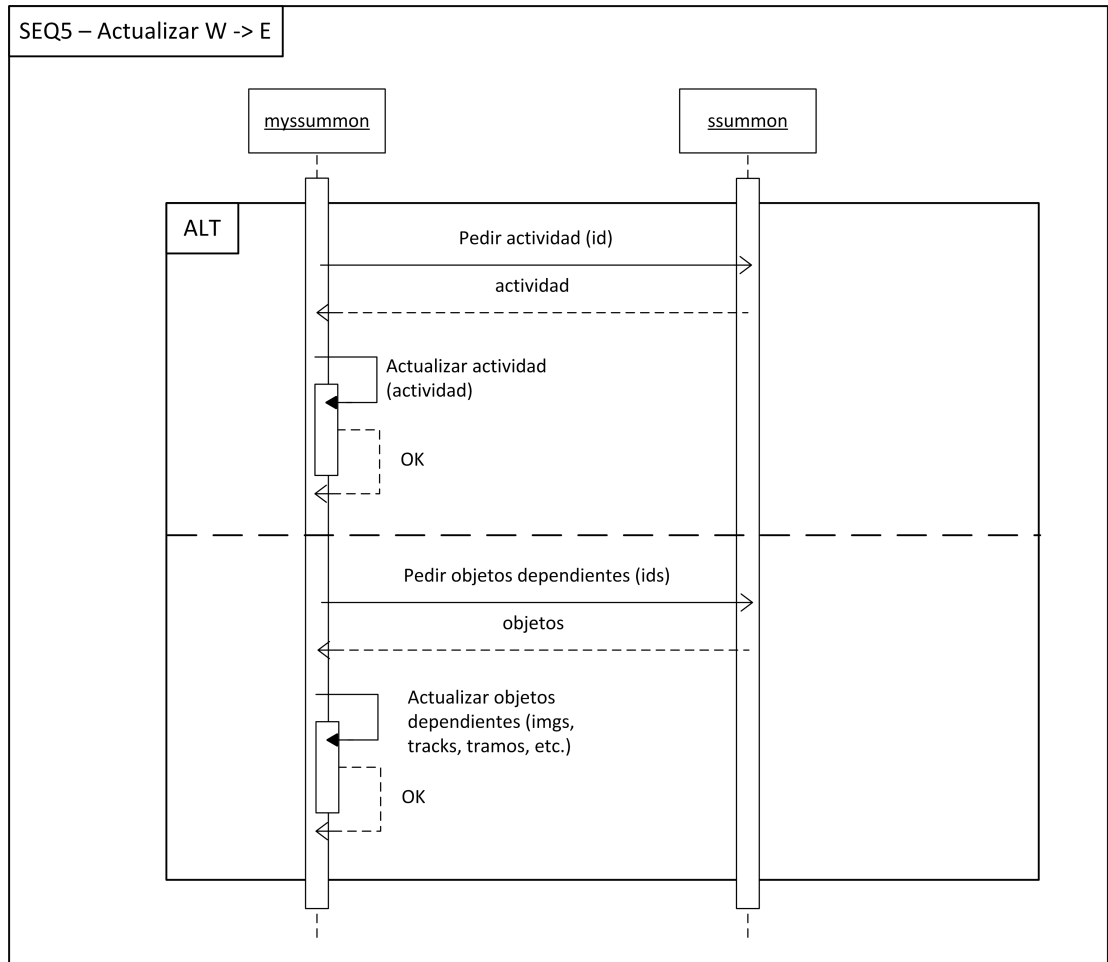 SEQ5 – Actualizar W -> E
myssummon
ssummon
ALT
Pedir actividad (id)
actividad
Actualizar actividad
(actividad)
OK
Pedir objetos dependientes (ids)
objetos
Actualizar objetos
dependientes (imgs,
tracks, tramos, etc.)
OK